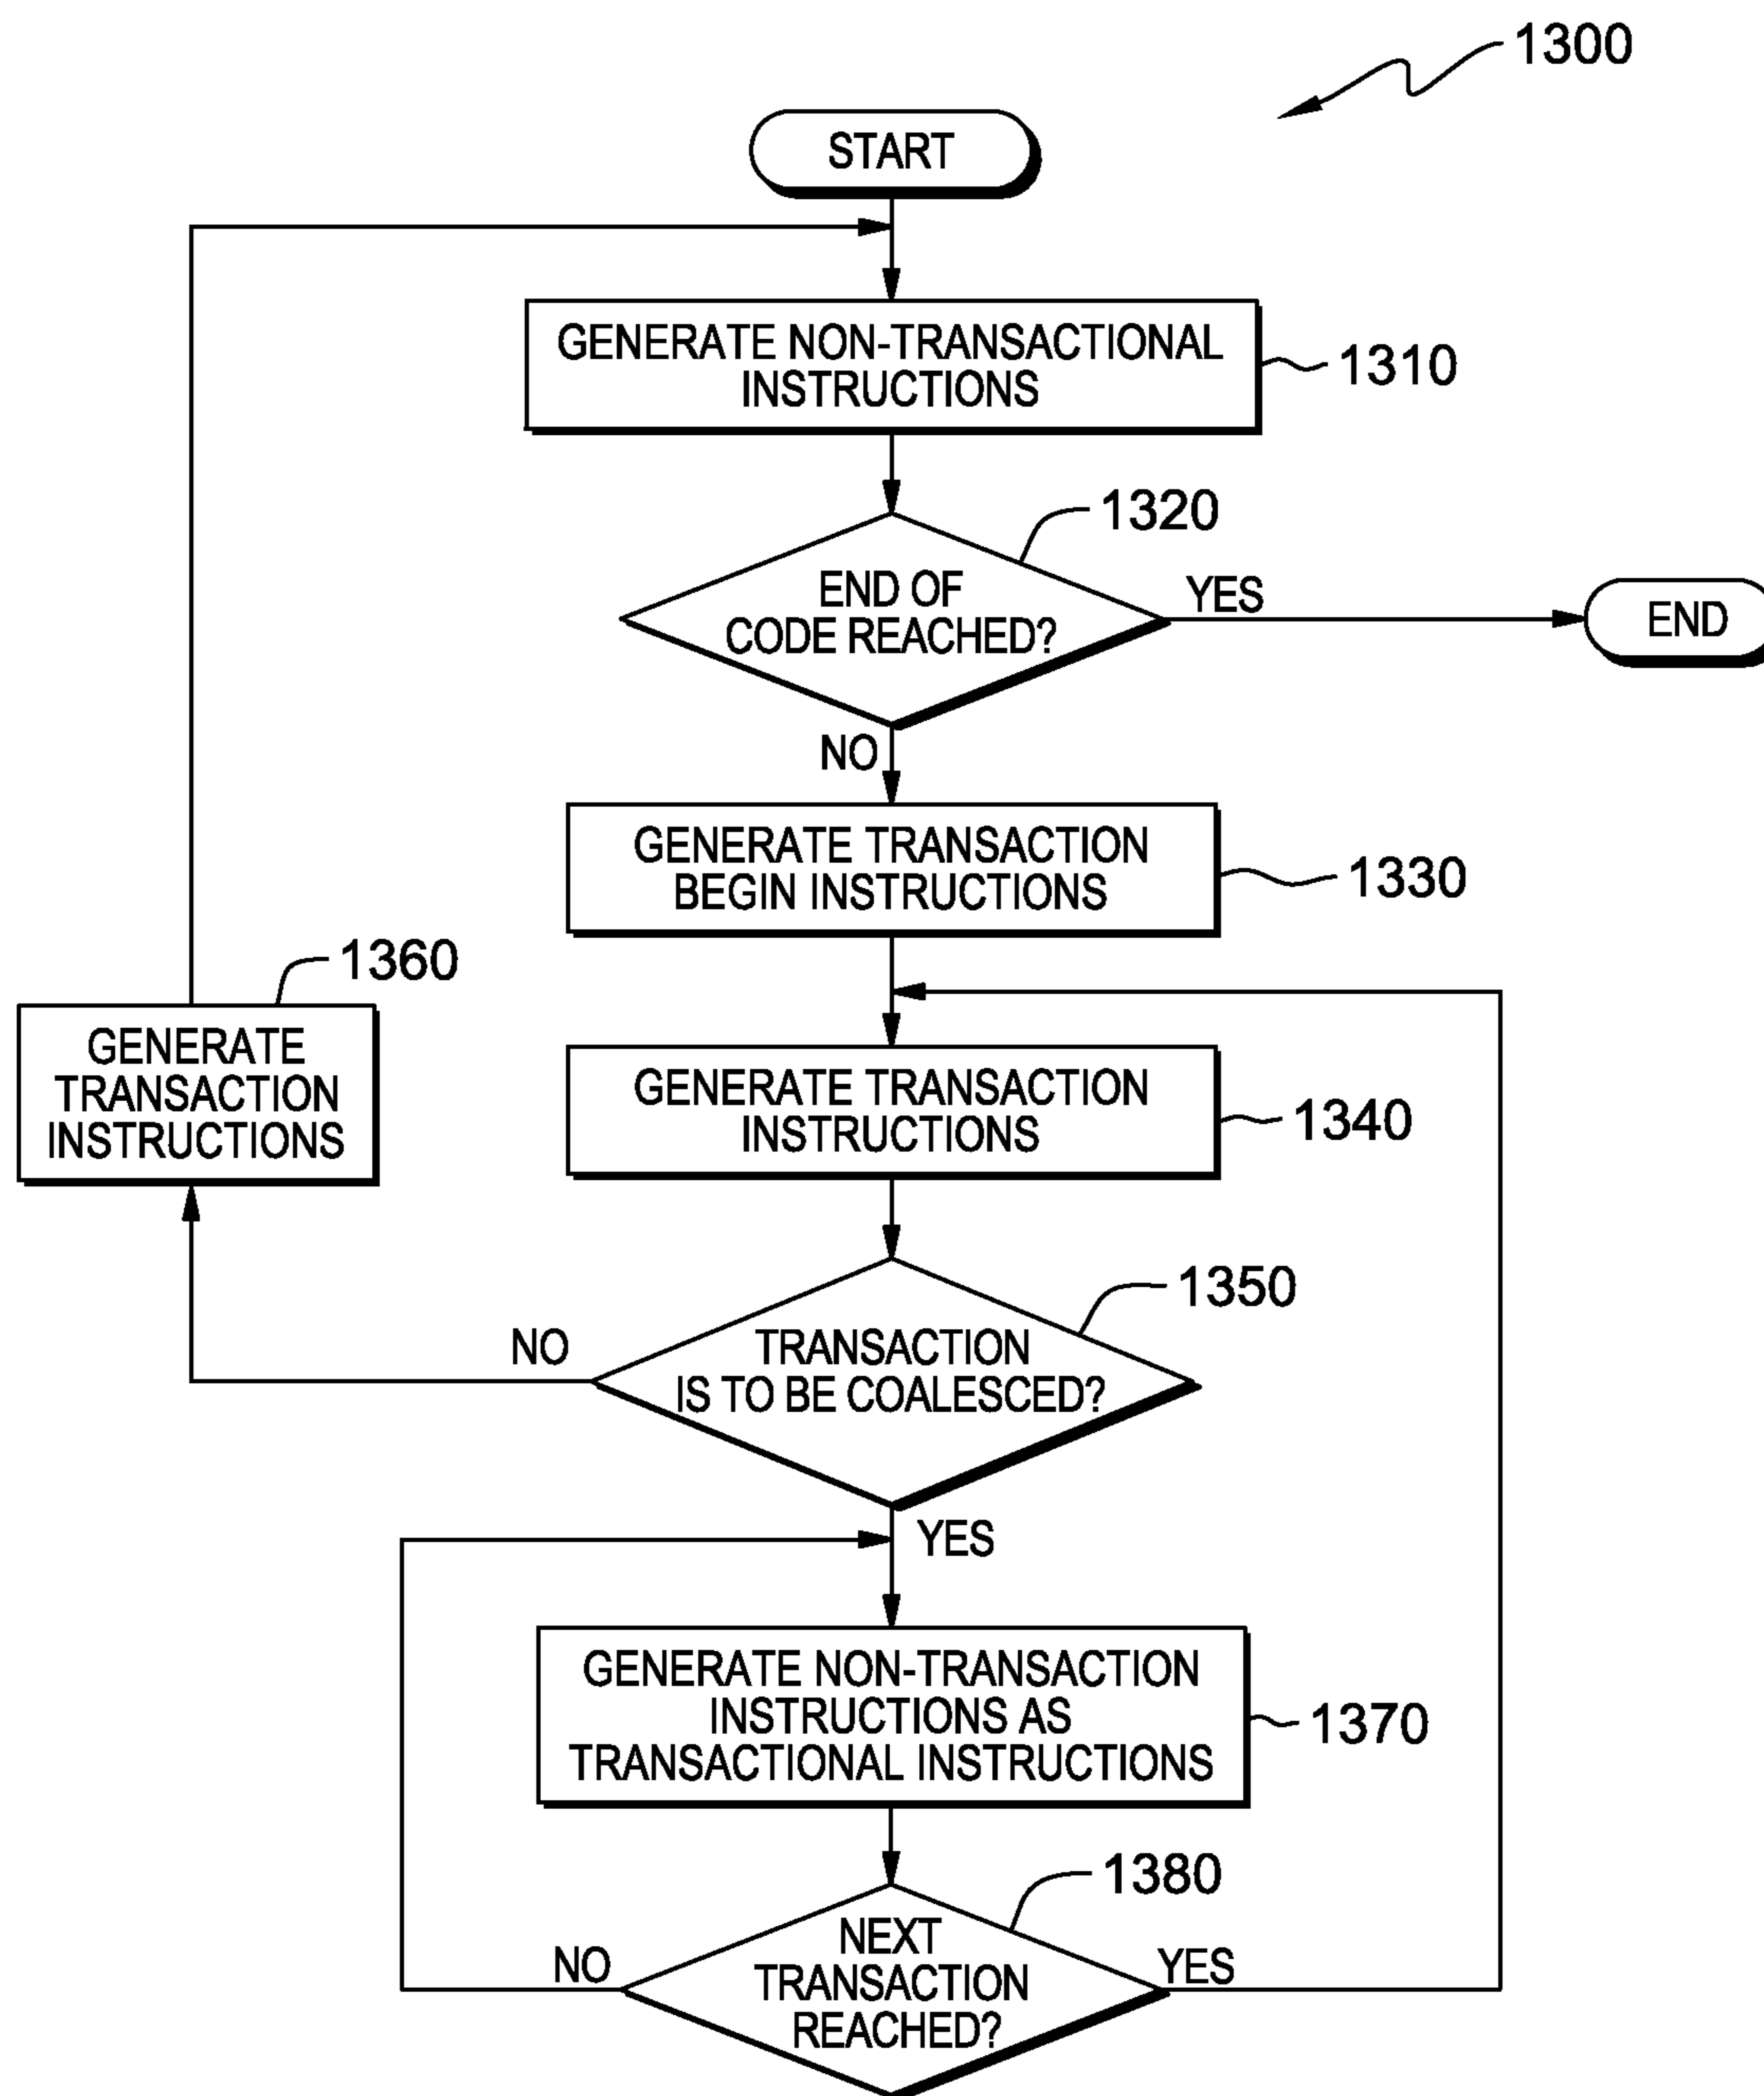 1300
START
GENERATE NON-TRANSACTIONAL
INSTRUCTIONS
1310
1320
END OF
CODE REACHED?
YES
END
NO
GENERATE TRANSACTION
BEGIN INSTRUCTIONS
1330
1360
GENERATE
TRANSACTION
INSTRUCTIONS
GENERATE TRANSACTION
INSTRUCTIONS
1340
1350
NO
TRANSACTION
IS TO BE COALESCED?
YES
GENERATE NON-TRANSACTION
INSTRUCTIONS AS
TRANSACTIONAL INSTRUCTIONS
1370
1380
NO
NEXT
TRANSACTION
REACHED?
YES